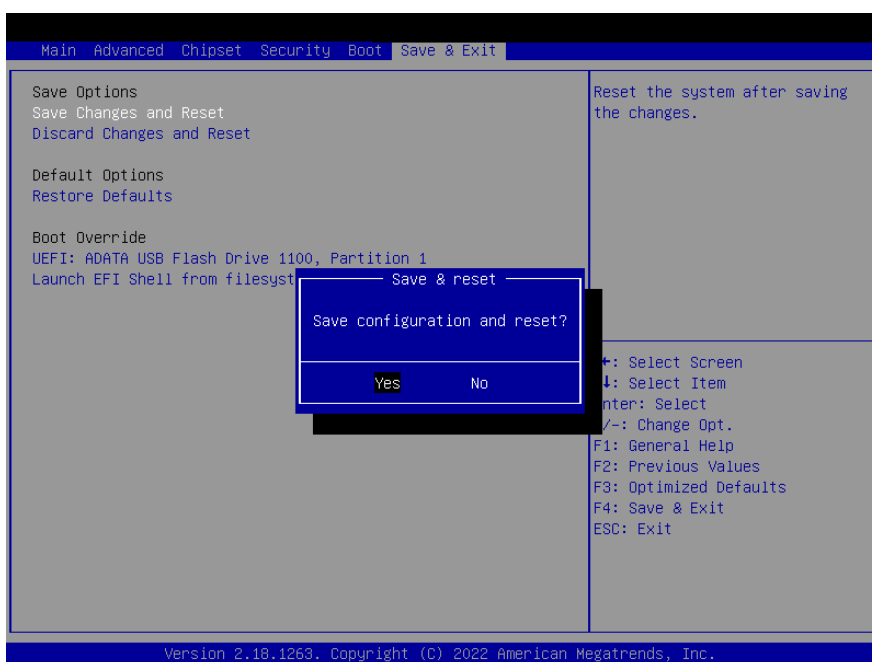 Main Advanced Chipset Security Boot Save & Exit
Save Options
Save Changes and Reset
Discard Changes and Reset
Default Options
Restore Defaults
Boot Override
UEFI: ADATA USB Flash Drive 1100, Partition 1
Launch EFI Shell from filesyst
Save & reset
Save configuration and reset?
Yes No
Reset the system after saving
the changes.
←: Select Screen
↓: Select Item
nter: Select
/-: Change Opt.
F1: General Help
F2: Previous Values
F3: Optimized Defaults
F4: Save & Exit
ESC: Exit
Version 2.18.1263. Copyright (C) 2022 American Megatrends, Inc.